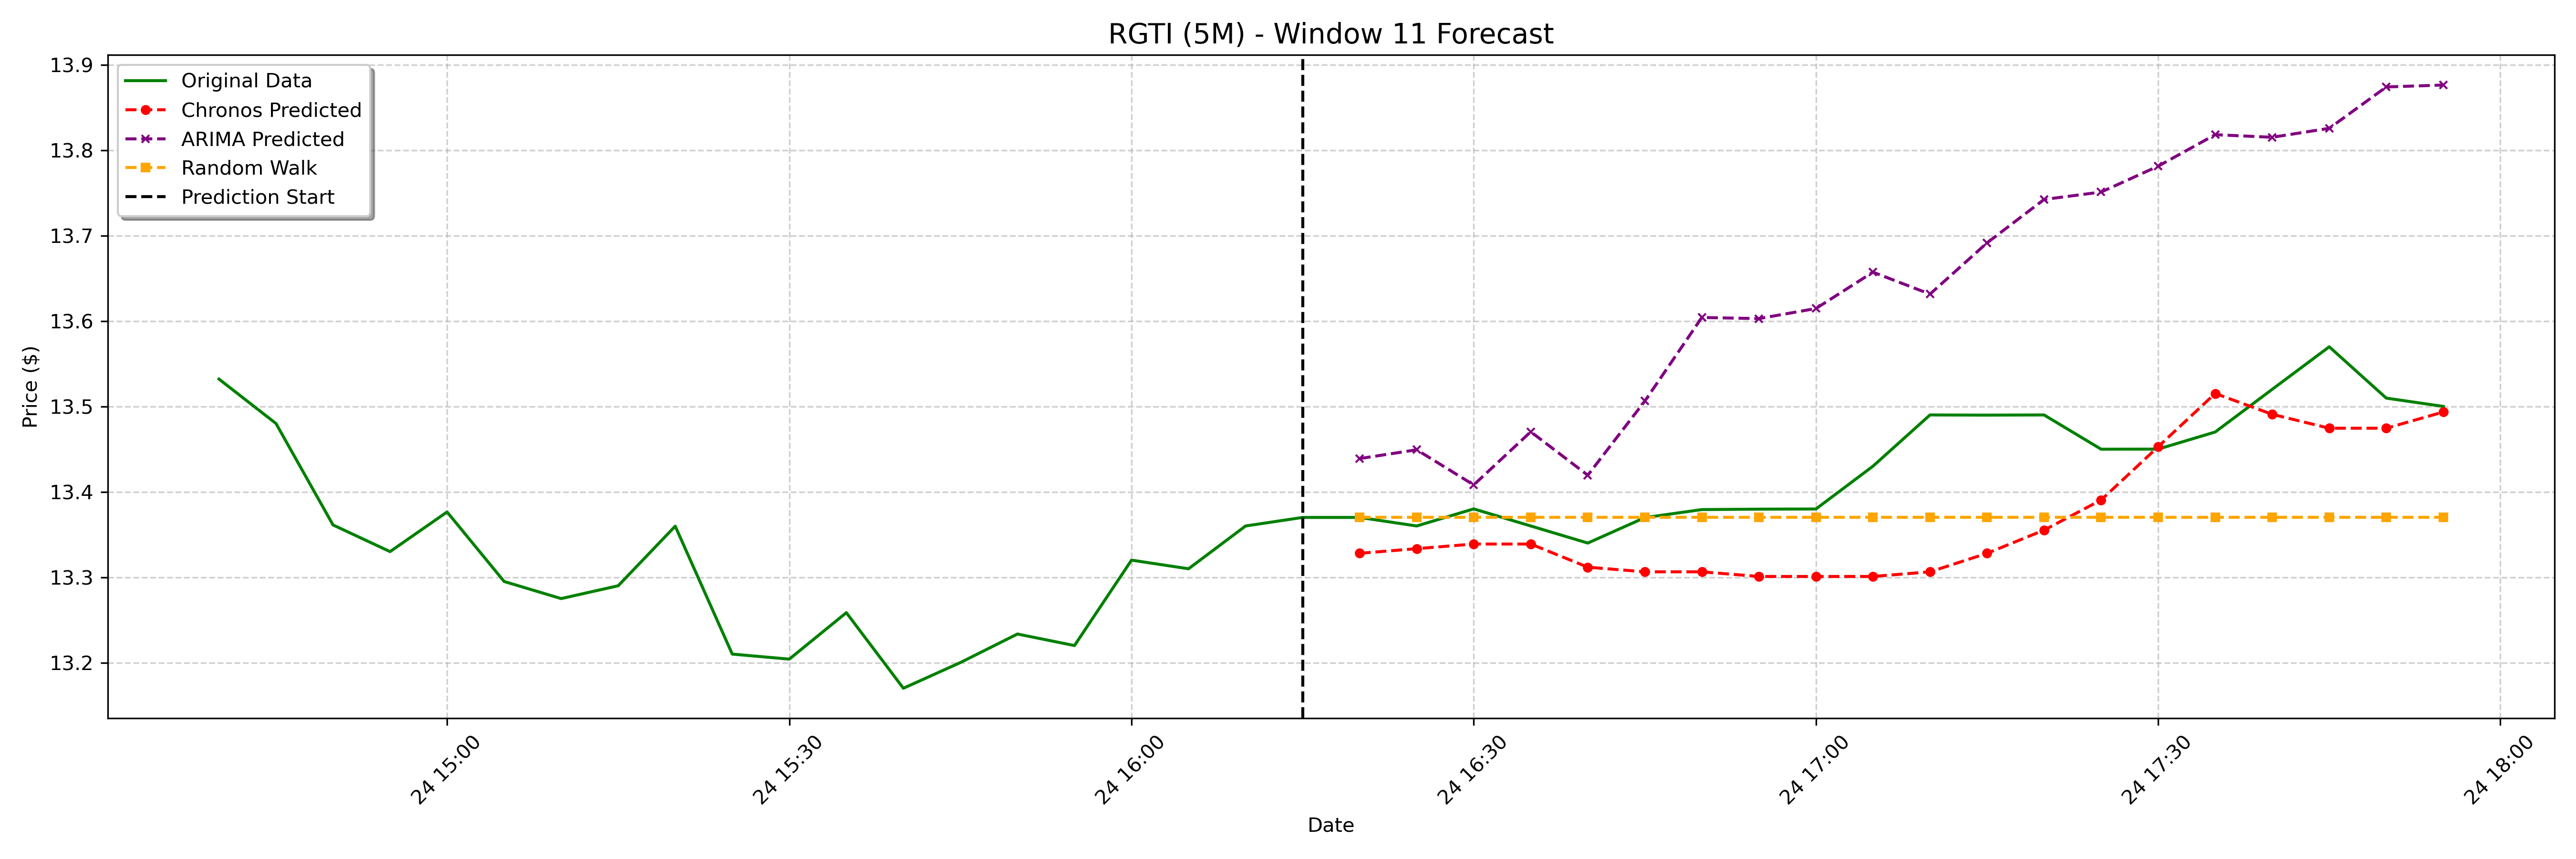 RGTI (5M) - Window 11 Forecast
Original Data
Chronos Predicted
ARIMA Predicted
Random Walk
Prediction Start
Price ($)
13.9
13.8
13.7
13.6
13.5
13.4
13.3
13.2
24 15:00
24 15:30
24 16:00
24 16:30
24 17:00
24 17:30
24 18:00
Date